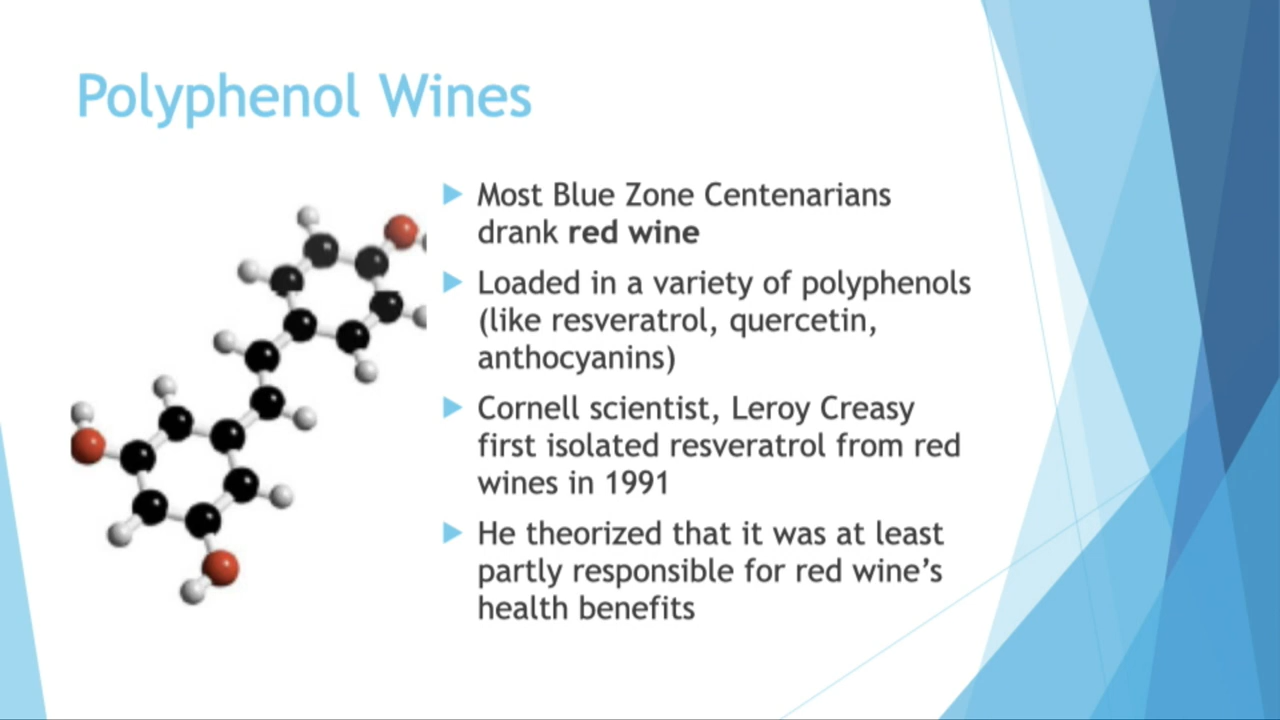 Polyphenol Wines
Most Blue Zone Centenarians
drank red wine
Loaded in a variety of polyphenols
(like resveratrol, quercetin,
anthocyanins)
Cornell scientist, Leroy Creasy
first isolated resveratrol from red
wines in 1991
He theorized that it was at least
partly responsible for red wine’s
health benefits